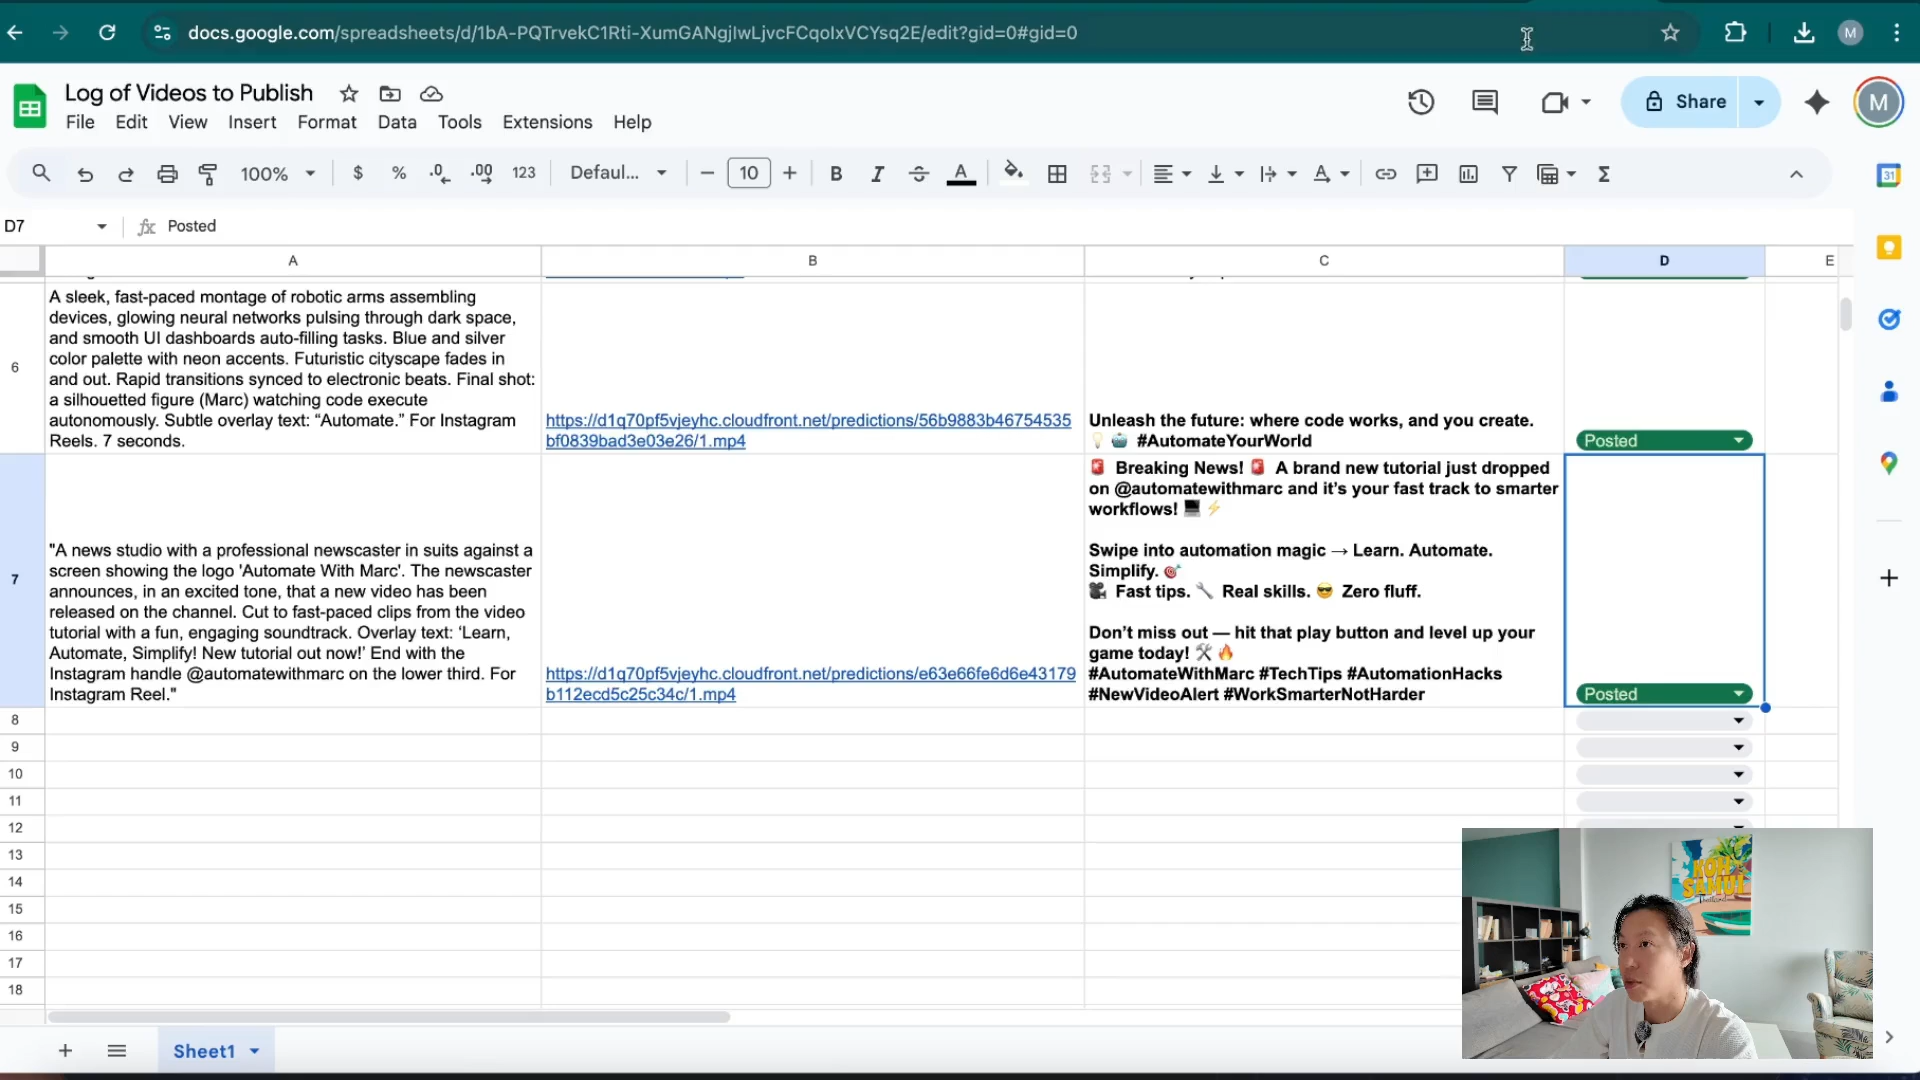 docs.google.com/spreadsheets/d/1bA-PQTrvekC1Rti-XumGANgjIwLjvcFCqoIxVCYsq2E/edit?gid=0#gid=0
M
Log of Videos to Publish
File Edit View Insert Format Data Tools Extensions Help
Share
M
100% $ % .0 .00 123 Defaul... 10 B I A
31
D7 fx Posted
A B C D E
6
A sleek, fast-paced montage of robotic arms assembling
devices, glowing neural networks pulsing through dark space,
and smooth UI dashboards auto-filling tasks. Blue and silver
color palette with neon accents. Futuristic cityscape fades in
and out. Rapid transitions synced to electronic beats. Final shot:
a silhouetted figure (Marc) watching code execute
autonomously. Subtle overlay text: “Automate.” For Instagram
Reels. 7 seconds.
https://d1q70pf5vjeyhc.cloudfront.net/predictions/56b9883b46754535
bf0839bad3e03e26/1.mp4
Unleash the future: where code works, and you create.
💡 🤖 #AutomateYourWorld
Posted
7
"A news studio with a professional newscaster in suits against a
screen showing the logo 'Automate With Marc'. The newscaster
announces, in an excited tone, that a new video has been
released on the channel. Cut to fast-paced clips from the video
tutorial with a fun, engaging soundtrack. Overlay text: ‘Learn,
Automate, Simplify! New tutorial out now!’ End with the
Instagram handle @automatewithmarc on the lower third. For
Instagram Reel."
https://d1q70pf5vjeyhc.cloudfront.net/predictions/e63e66fe6d6e43179
b112ecd5c25c34c/1.mp4
🚨 Breaking News! 🚨 A brand new tutorial just dropped
on @automatewithmarc and it’s your fast track to smarter
workflows! 💻 ⚡
Swipe into automation magic → Learn. Automate.
Simplify. 🎯
🎥 Fast tips. 🔧 Real skills. 😎 Zero fluff.
Don’t miss out — hit that play button and level up your
game today! 🛠 🔥
#AutomateWithMarc #TechTips #AutomationHacks
#NewVideoAlert #WorkSmarterNotHarder
Posted
8
9
10
11
12
13
14
15
16
17
18
KOH
SAMUI
Thailand
Sheet1